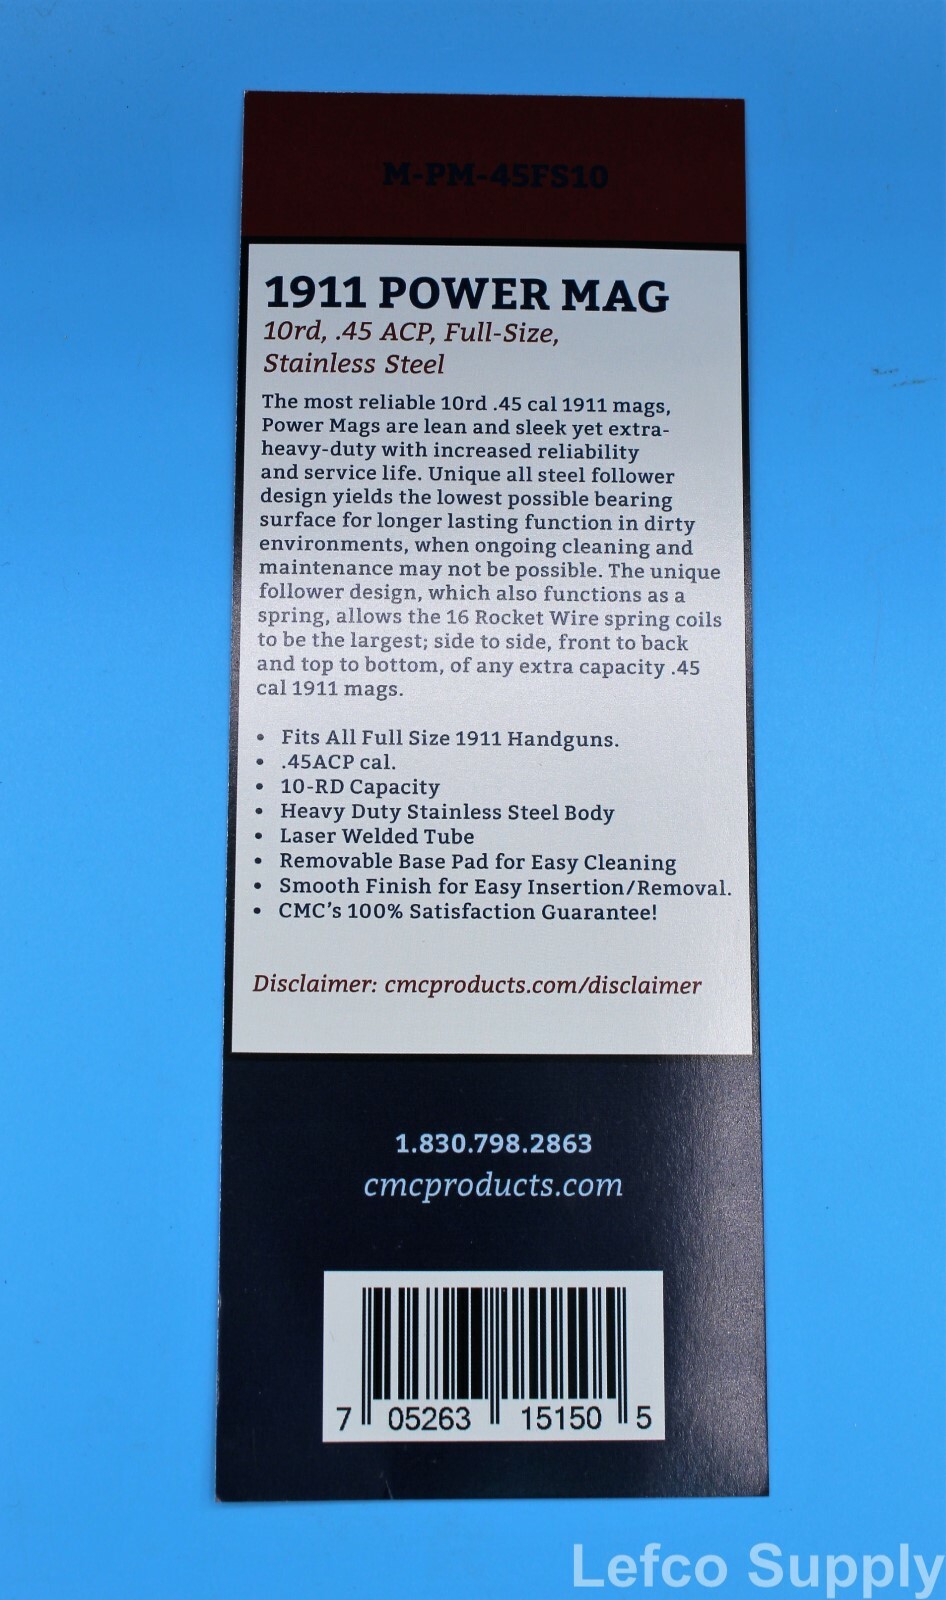 M-PM-45FS10
1911 POWER MAG
10rd, .45 ACP, Full-Size,
Stainless Steel
The most reliable 10rd .45 cal 1911 mags,
Power Mags are lean and sleek yet extra-
heavy-duty with increased reliability
and service life. Unique all steel follower
design yields the lowest possible bearing
surface for longer lasting function in dirty
environments, when ongoing cleaning and
maintenance may not be possible. The unique
follower design, which also functions as a
spring, allows the 16 Rocket Wire spring coils
to be the largest; side to side, front to back
and top to bottom, of any extra capacity .45
cal 1911 mags.
• Fits All Full Size 1911 Handguns.
• .45ACP cal.
• 10-RD Capacity
• Heavy Duty Stainless Steel Body
• Laser Welded Tube
• Removable Base Pad for Easy Cleaning
• Smooth Finish for Easy Insertion/Removal.
• CMC's 100% Satisfaction Guarantee!
Disclaimer: cmcproducts.com/disclaimer
1.830.798.2863
cmcproducts.com
7 05263 15150 5
Lefco Supply